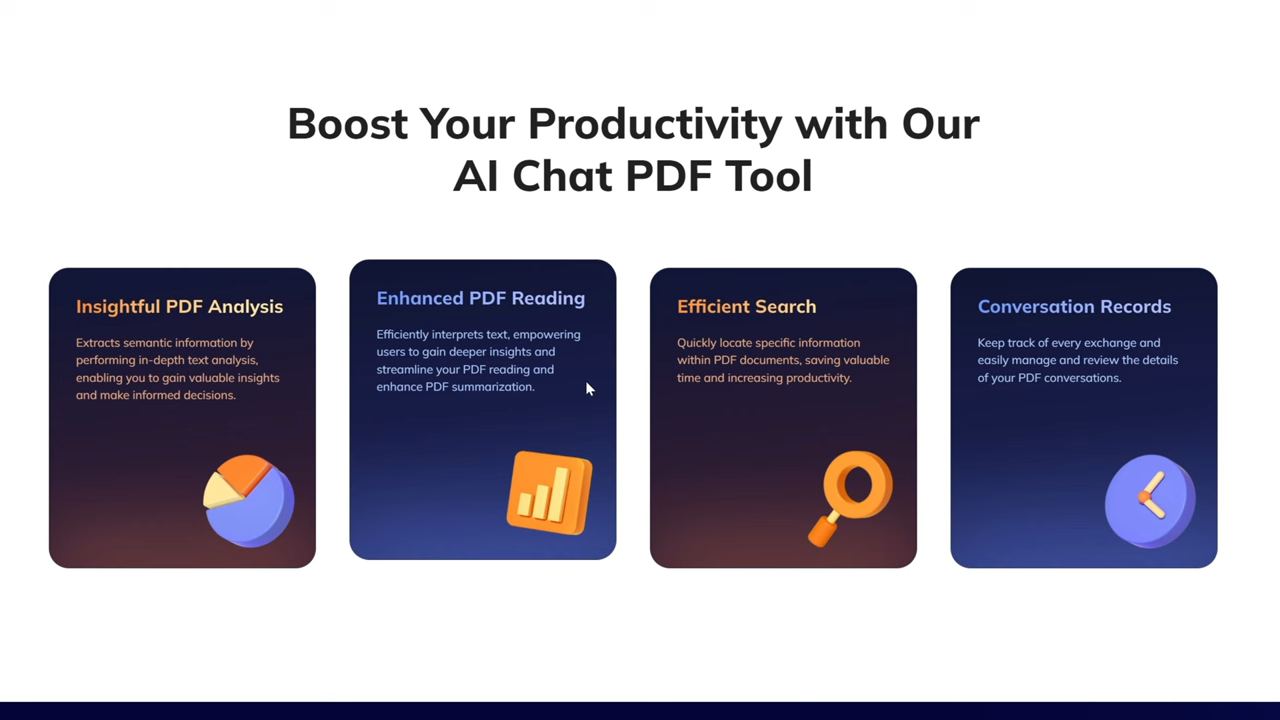 Boost Your Productivity with Our
AI Chat PDF Tool
Insightful PDF Analysis
Extracts semantic information by
performing in-depth text analysis,
enabling you to gain valuable insights
and make informed decisions.
Enhanced PDF Reading
Efficiently interprets text, empowering
users to gain deeper insights and
streamline your PDF reading and
enhance PDF summarization.
Efficient Search
Quickly locate specific information
within PDF documents, saving valuable
time and increasing productivity.
Conversation Records
Keep track of every exchange and
easily manage and review the details
of your PDF conversations.